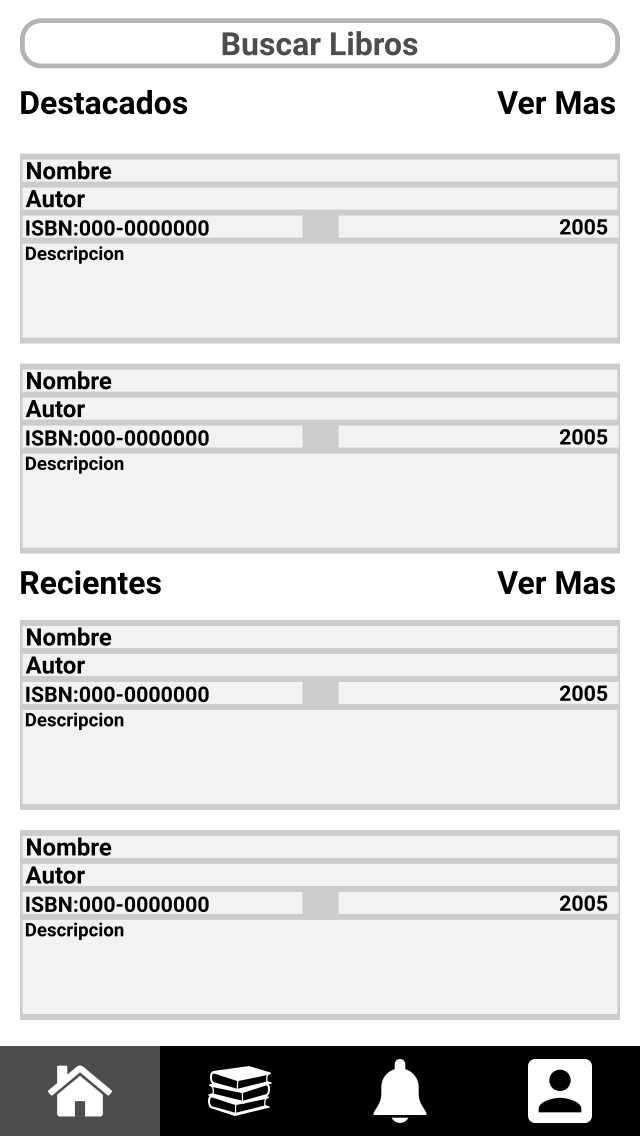 Buscar Libros
Destacados Ver Mas
Nombre
Autor
ISBN:000-0000000 2005
Descripcion
Nombre
Autor
ISBN:000-0000000 2005
Descripcion
Recientes Ver Mas
Nombre
Autor
ISBN:000-0000000 2005
Descripcion
Nombre
Autor
ISBN:000-0000000 2005
Descripcion